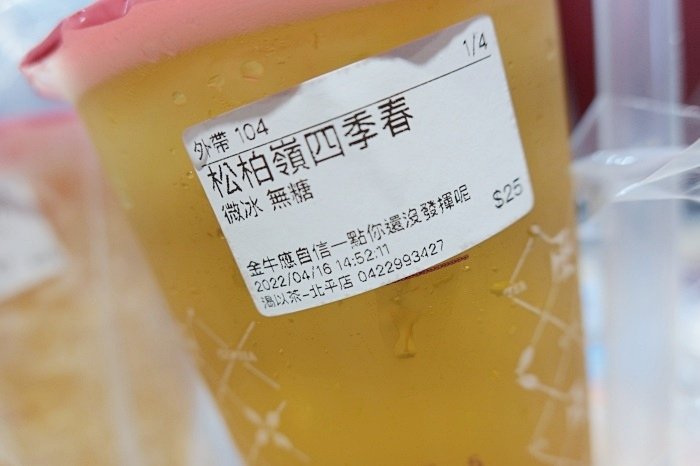 1/4
外帶 104
松柏嶺四季春
微冰 無糖
$25
金牛應自信一點你還沒發揮呢
2022/04/16 14:52:11
湯以茶-北平店 0422993427